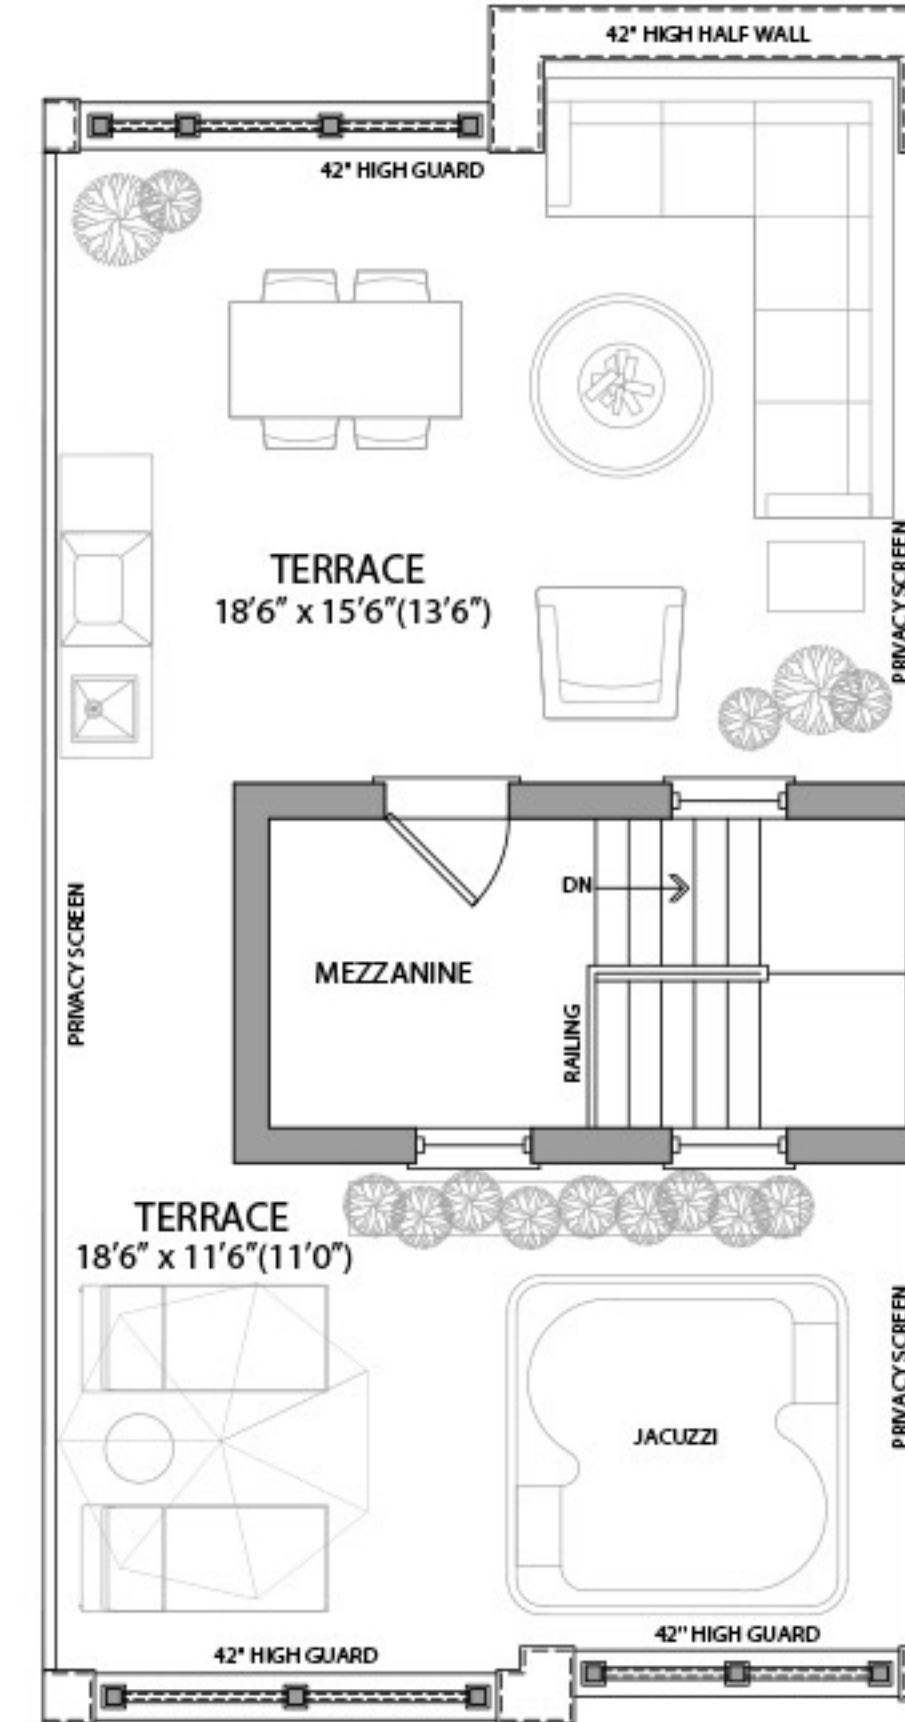 42" HIGH HALF WALL
42" HIGH GUARD
TERRACE
18'6" x 15'6"(13'6")
PRIVACY SCREEN
DN
PRIVACY SCREEN
MEZZANINE
RAILING
TERRACE
18'6" x 11'6"(11'0")
PRIVACY SCREEN
JACUZZI
42" HIGH GUARD
42" HIGH GUARD